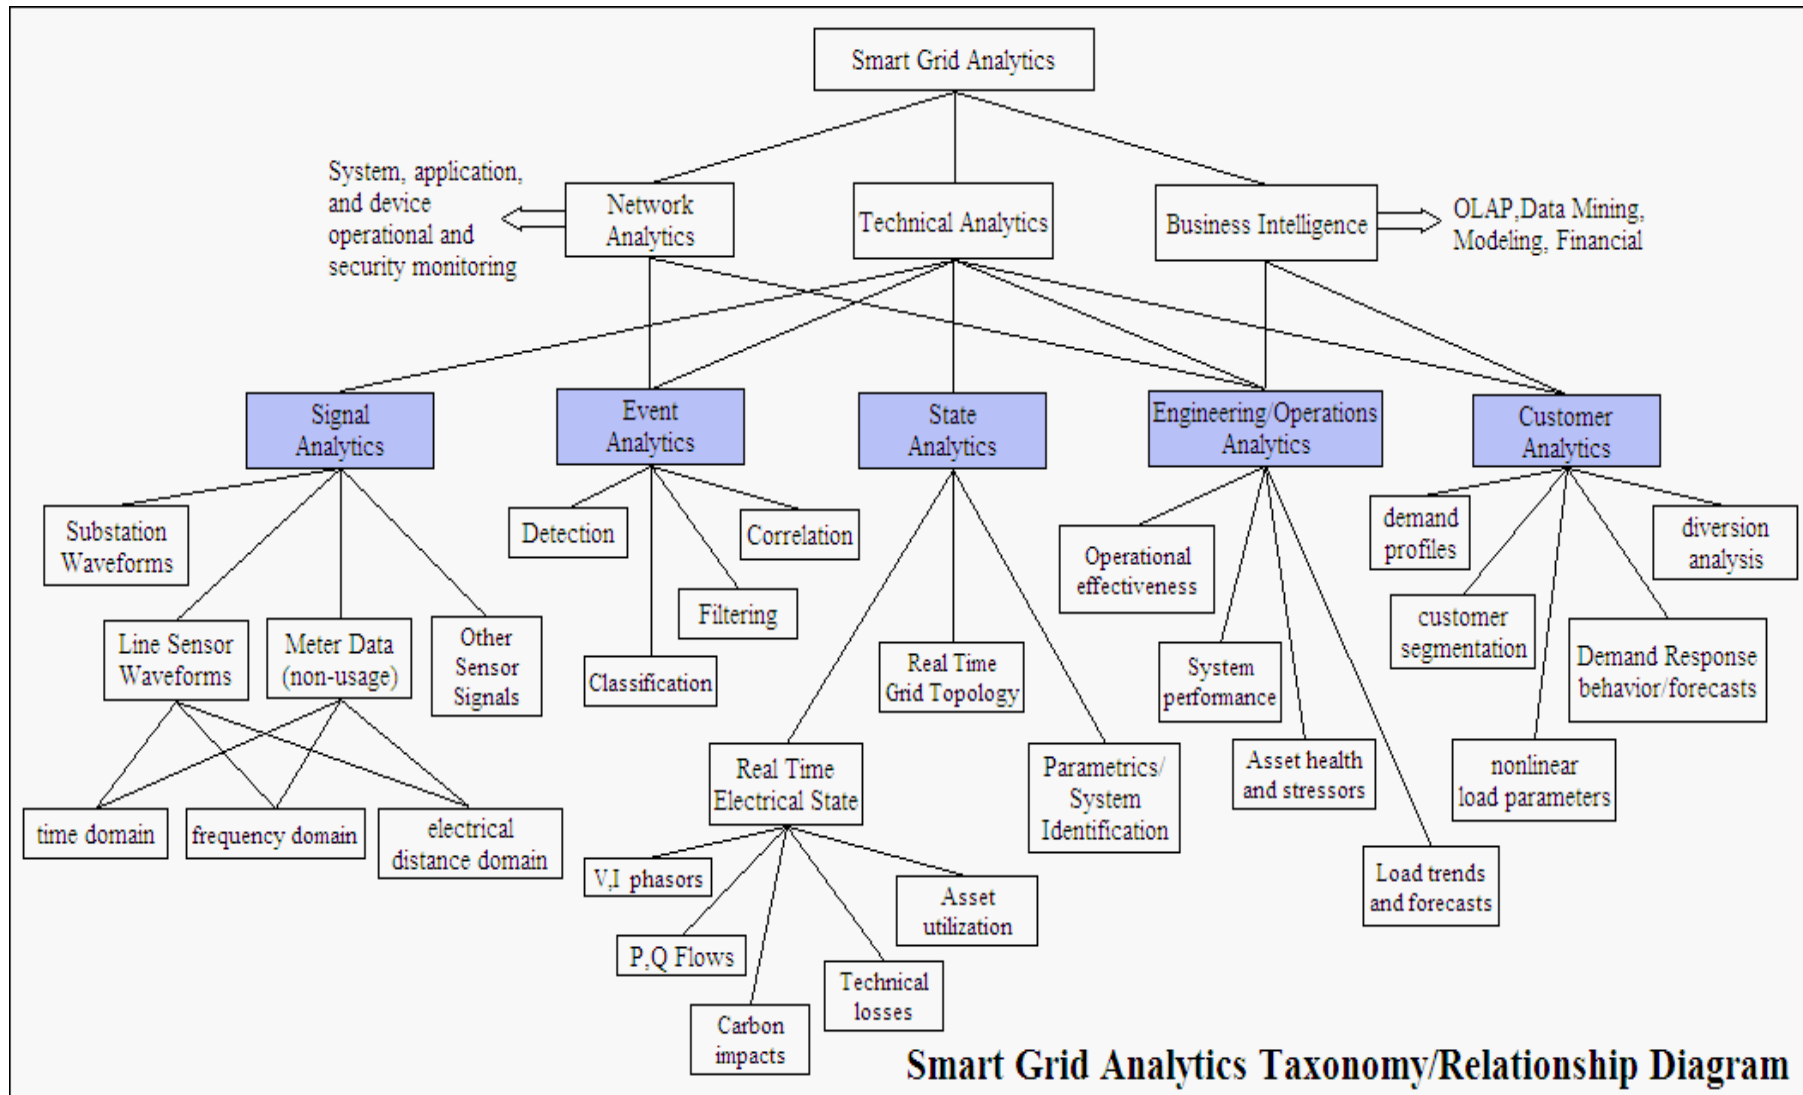 Smart Grid Analytics
System, application,
and device
operational and
security monitoring
Network
Analytics
Technical Analytics
Business Intelligence
OLAP,Data Mining,
Modeling, Financial
Signal
Analytics
Event
Analytics
State
Analytics
Engineering/Operations
Analytics
Customer
Analytics
Substation
Waveforms
Detection
Correlation
Operational
effectiveness
demand
profiles
diversion
analysis
Line Sensor
Waveforms
Meter Data
(non-usage)
Other
Sensor
Signals
Classification
Filtering
Real Time
Grid Topology
System
performance
customer
segmentation
Demand Response
behavior/forecasts
Real Time
Electrical State
Parametrics/
System
Identification
Asset health
and stressors
nonlinear
load parameters
time domain
frequency domain
electrical
distance domain
V,I phasors
Asset
utilization
Load trends
and forecasts
P,Q Flows
Technical
losses
Carbon
impacts
Smart Grid Analytics Taxonomy/Relationship Diagram